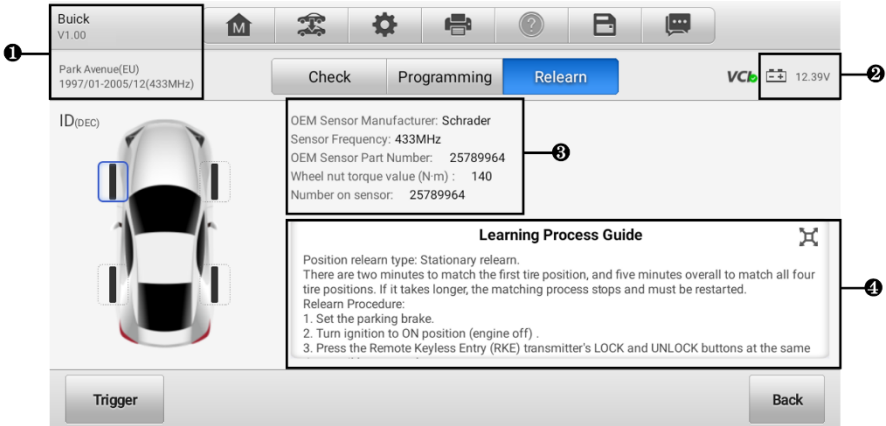 Buick
V1.00
Park Avenue(EU)
1997/01-2005/12(433MHz)
❶
M
?
Check
Programming
Relearn
VCI
12.39V
❷
ID(DEC)
OEM Sensor Manufacturer: Schrader
Sensor Frequency: 433MHz
OEM Sensor Part Number: 25789964
Wheel nut torque value (N·m) : 140
Number on sensor: 25789964
❸
Learning Process Guide
Position relearn type: Stationary relearn.
There are two minutes to match the first tire position, and five minutes overall to match all four
tire positions. If it takes longer, the matching process stops and must be restarted.
Relearn Procedure:
1. Set the parking brake.
2. Turn ignition to ON position (engine off) .
3. Press the Remote Keyless Entry (RKE) transmitter's LOCK and UNLOCK buttons at the same
❹
Trigger
Back